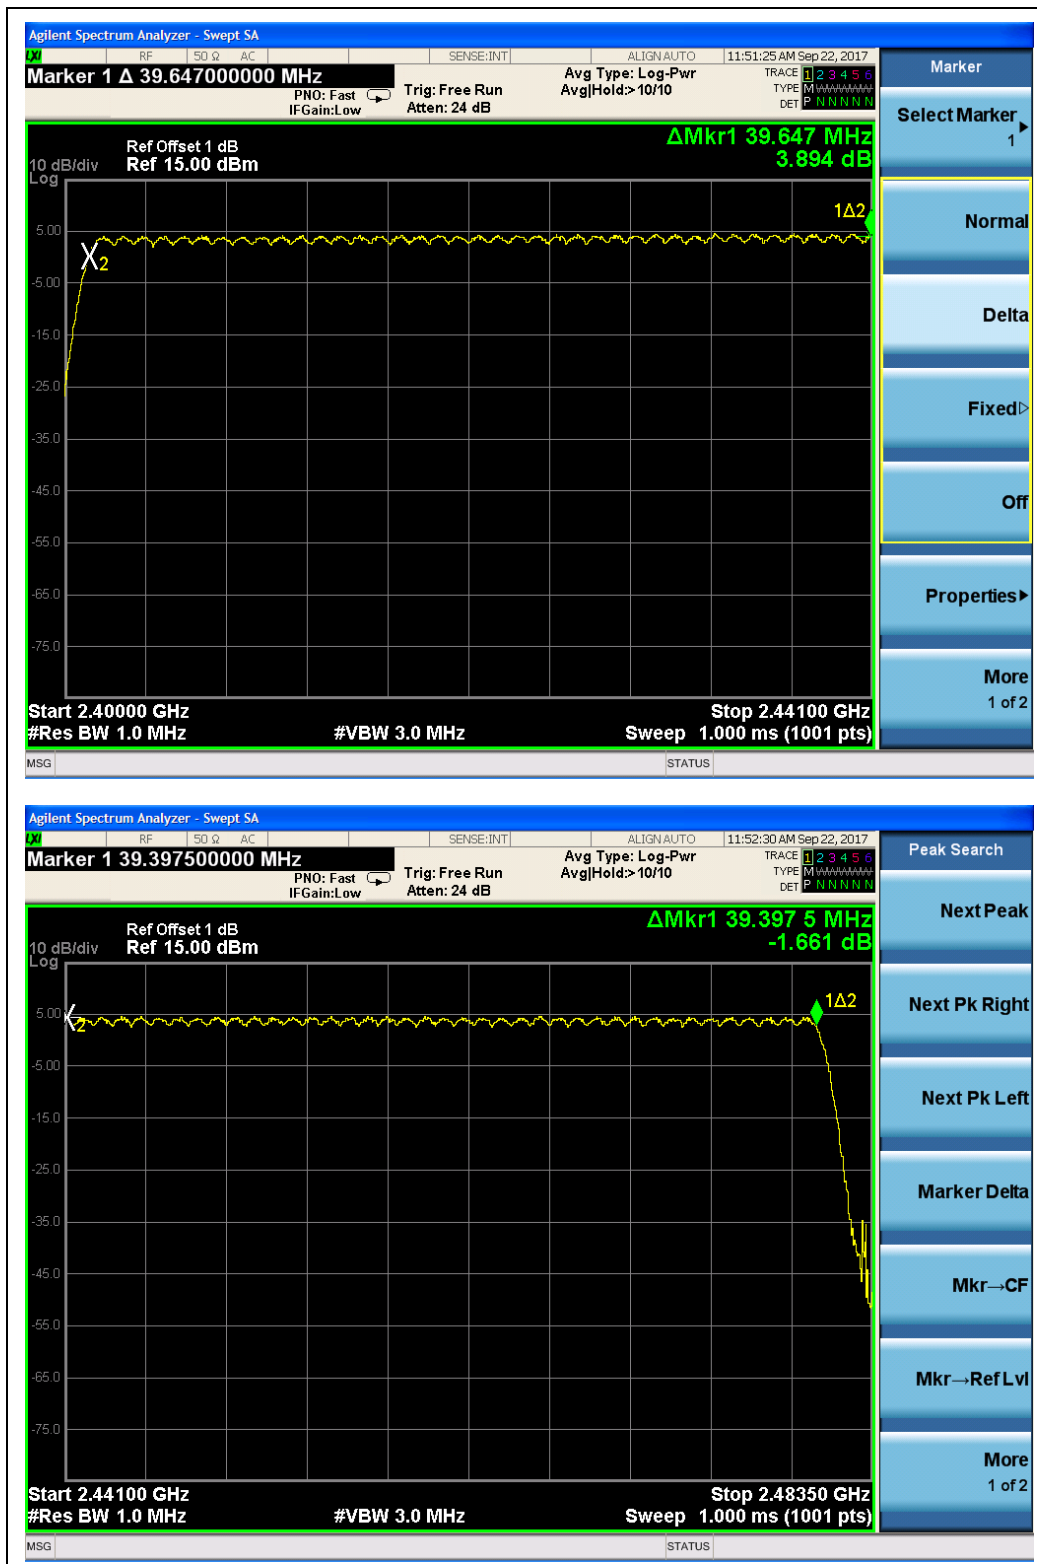 Agilent Spectrum Analyzer - Swept SA
LXI RF 50 Ω AC SENSE:INT ALIGNAUTO 11:51:25 AM Sep 22, 2017
Marker 1 Δ 39.647000000 MHz
PNO: Fast
IFGain:Low
Trig: Free Run
Atten: 24 dB
Avg Type: Log-Pwr
Avg|Hold:>10/10
TRACE 1 2 3 4 5 6
TYPE M W W W W W
DET P N N N N N
ΔMkr1 39.647 MHz
3.894 dB
Ref Offset 1 dB
10 dB/div Ref 15.00 dBm
Log
1Δ2
5.00
2
-5.00
-15.0
-25.0
-35.0
-45.0
-55.0
-65.0
-75.0
Start 2.40000 GHz Stop 2.44100 GHz
#Res BW 1.0 MHz #VBW 3.0 MHz Sweep 1.000 ms (1001 pts)
MSG STATUS
Marker
Select Marker
1
Normal
Delta
Fixed
Off
Properties
More
1 of 2
Agilent Spectrum Analyzer - Swept SA
LXI RF 50 Ω AC SENSE:INT ALIGNAUTO 11:52:30 AM Sep 22, 2017
Marker 1 39.397500000 MHz
PNO: Fast
IFGain:Low
Trig: Free Run
Atten: 24 dB
Avg Type: Log-Pwr
Avg|Hold:>10/10
TRACE 1 2 3 4 5 6
TYPE M W W W W W
DET P N N N N N
ΔMkr1 39.397 5 MHz
-1.661 dB
Ref Offset 1 dB
10 dB/div Ref 15.00 dBm
Log
1Δ2
5.00
2
-5.00
-15.0
-25.0
-35.0
-45.0
-55.0
-65.0
-75.0
Start 2.44100 GHz Stop 2.48350 GHz
#Res BW 1.0 MHz #VBW 3.0 MHz Sweep 1.000 ms (1001 pts)
MSG STATUS
Peak Search
Next Peak
Next Pk Right
Next Pk Left
Marker Delta
Mkr→CF
Mkr→Ref Lvl
More
1 of 2